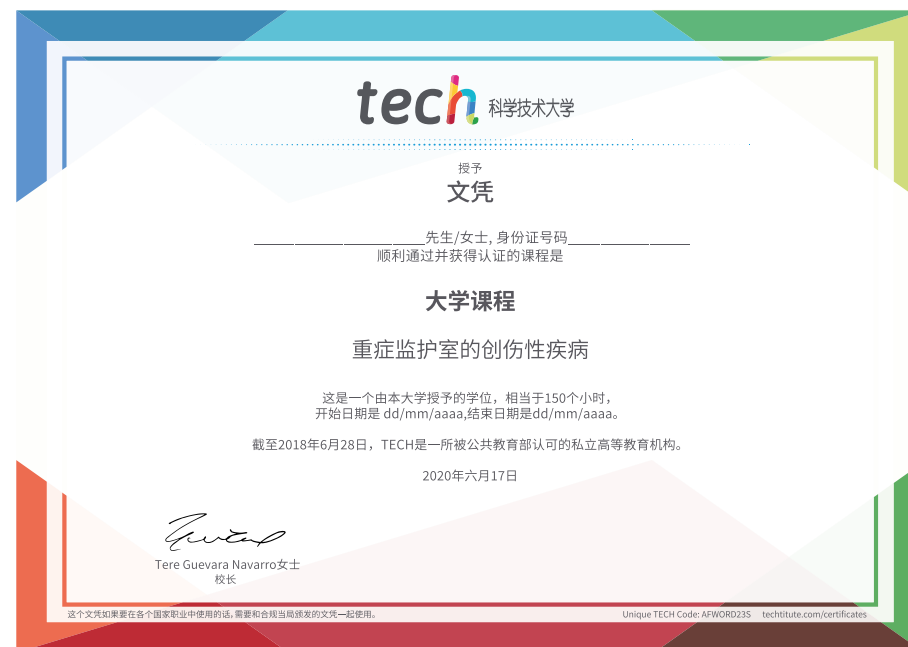 tech 科学技术大学
授予
文凭
______________________先生/女士, 身份证号码________________
顺利通过并获得认证的课程是
大学课程
重症监护室的创伤性疾病
这是一个由本大学授予的学位，相当于150个小时，
开始日期是 dd/mm/aaaa,结束日期是dd/mm/aaaa。
截至2018年6月28日，TECH是一所被公共教育部认可的私立高等教育机构。
2020年六月17日
Tere Guevara Navarro女士
校长
这个文凭如果要在各个国家职业中使用的话,需要和合规当局颁发的文凭一起使用。
Unique TECH Code: AFWORD23S techtitute.com/certificates